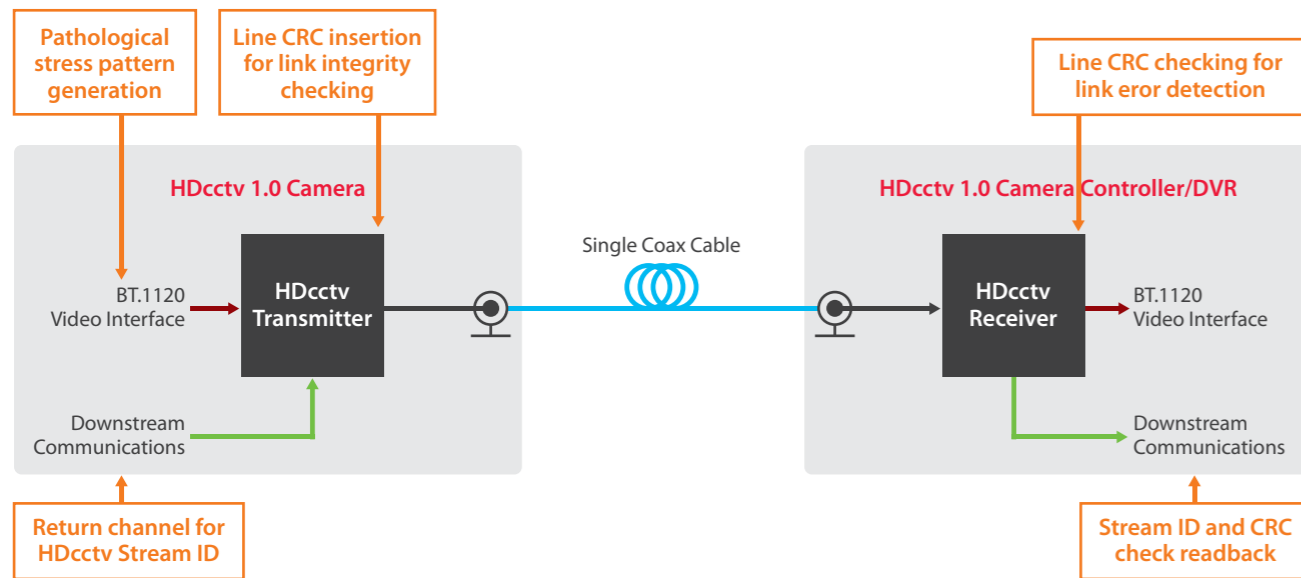 Pathological
stress pattern
generation
Line CRC insertion
for link integrity
checking
Line CRC checking for
link eror detection
HDcctv 1.0 Camera
HDcctv 1.0 Camera Controller/DVR
Single Coax Cable
BT.1120
Video Interface
HDcctv
Transmitter
HDcctv
Receiver
BT.1120
Video Interface
Downstream
Communications
Downstream
Communications
Return channel for
HDcctv Stream ID
Stream ID and CRC
check readback